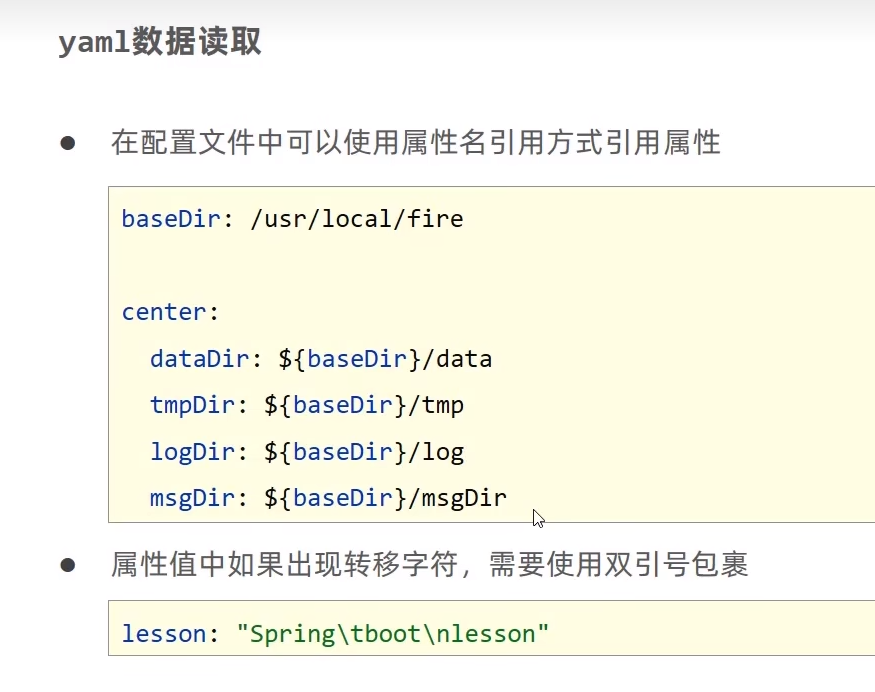 yaml数据读取
● 在配置文件中可以使用属性名引用方式引用属性
baseDir: /usr/local/fire
center:
  dataDir: ${baseDir}/data
  tmpDir: ${baseDir}/tmp
  logDir: ${baseDir}/log
  msgDir: ${baseDir}/msgDir
● 属性值中如果出现转移字符，需要使用双引号包裹
lesson: "Spring\tboot\nlesson"